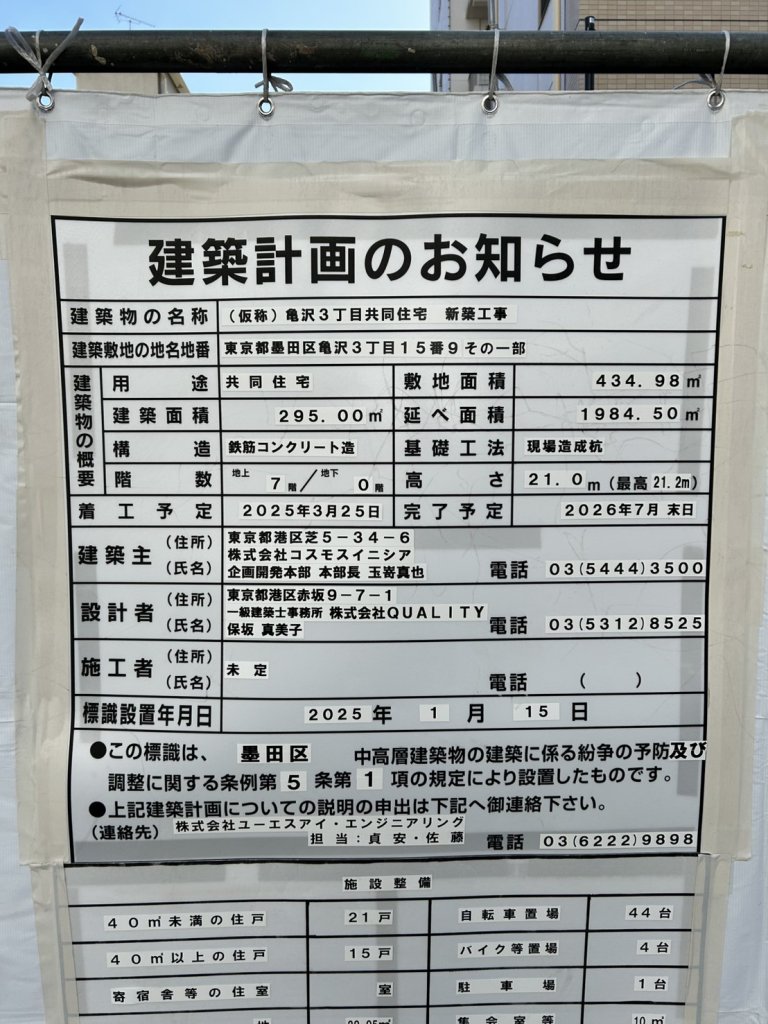 建築計画のお知らせ
建築物の名称 （仮称）亀沢３丁目共同住宅　新築工事
建築敷地の地名地番 東京都墨田区亀沢３丁目１５番９その一部
建築物の概要
用途 共同住宅 敷地面積 434.98㎡
建築面積 295.00㎡ 延べ面積 1984.50㎡
構造 鉄筋コンクリート造 基礎工法 現場造成杭
階数 地上 7階／地下 0階 高さ 21.0m（最高21.2m）
着工予定 2025年3月25日 完了予定 2026年7月 末日
建築主 （住所） 東京都港区芝５－３４－６
株式会社コスモスイニシア
（氏名） 企画開発本部 本部長 玉嵜真也 電話 03(5444)3500
設計者 （住所） 東京都港区赤坂９－７－１
一級建築士事務所 株式会社ＱＵＡＬＩＴＹ
（氏名） 保坂 真美子 電話 03(5312)8525
施工者 （住所） 未定
（氏名） 電話 （　　）
標識設置年月日 2025年 1月 15日
●この標識は、 墨田区 中高層建築物の建築に係る紛争の予防及び
調整に関する条例第５条第１項の規定により設置したものです。
●上記建築計画についての説明の申出は下記へ御連絡下さい。
（連絡先） 株式会社ユーエスアイ・エンジニアリング
担当：貞安・佐藤 電話 03(6222)9898
施設整備
４０㎡未満の住戸 21戸 自転車置場 44台
４０㎡以上の住戸 15戸 バイク等置場 4台
寄宿舎等の住室 室 駐車場 1台
集会室等 10㎡